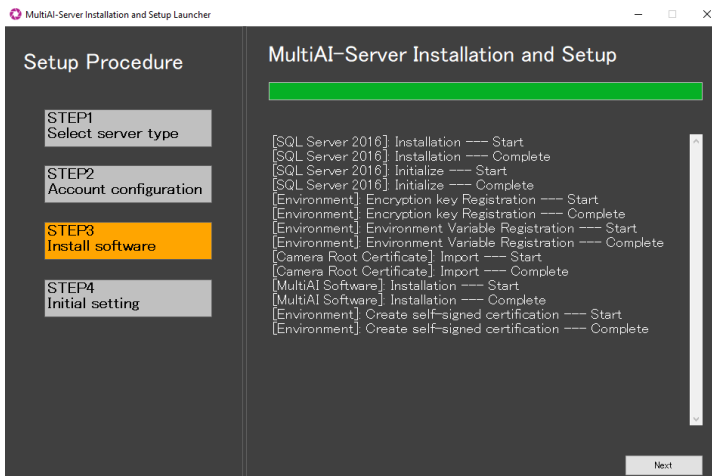 MultiAI-Server Installation and Setup Launcher
Setup Procedure
STEP1
Select server type
STEP2
Account configuration
STEP3
Install software
STEP4
Initial setting
MultiAI-Server Installation and Setup
[SQL Server 2016]: Installation --- Start
[SQL Server 2016]: Installation --- Complete
[SQL Server 2016]: Initialize --- Start
[SQL Server 2016]: Initialize --- Complete
[Environment]: Encryption key Registration --- Start
[Environment]: Encryption key Registration --- Complete
[Environment]: Environment Variable Registration --- Start
[Environment]: Environment Variable Registration --- Complete
[Camera Root Certificate]: Import --- Start
[Camera Root Certificate]: Import --- Complete
[MultiAI Software]: Installation --- Start
[MultiAI Software]: Installation --- Complete
[Environment]: Create self-signed certification --- Start
[Environment]: Create self-signed certification --- Complete
Next